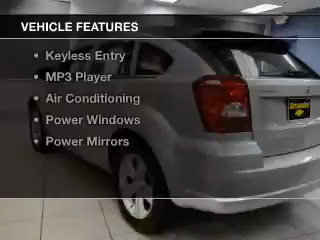 VEHICLE FEATURES
• Keyless Entry
• MP3 Player
• Air Conditioning
• Power Windows
• Power Mirrors